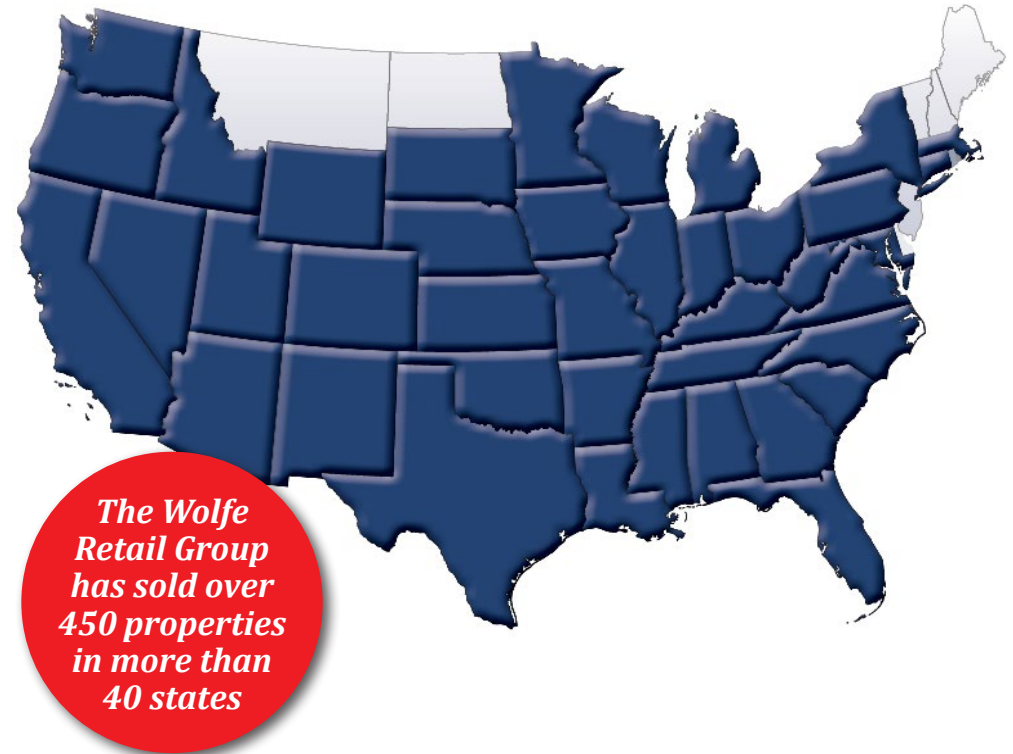 The Wolfe
Retail Group
has sold over
450 properties
in more than
40 states